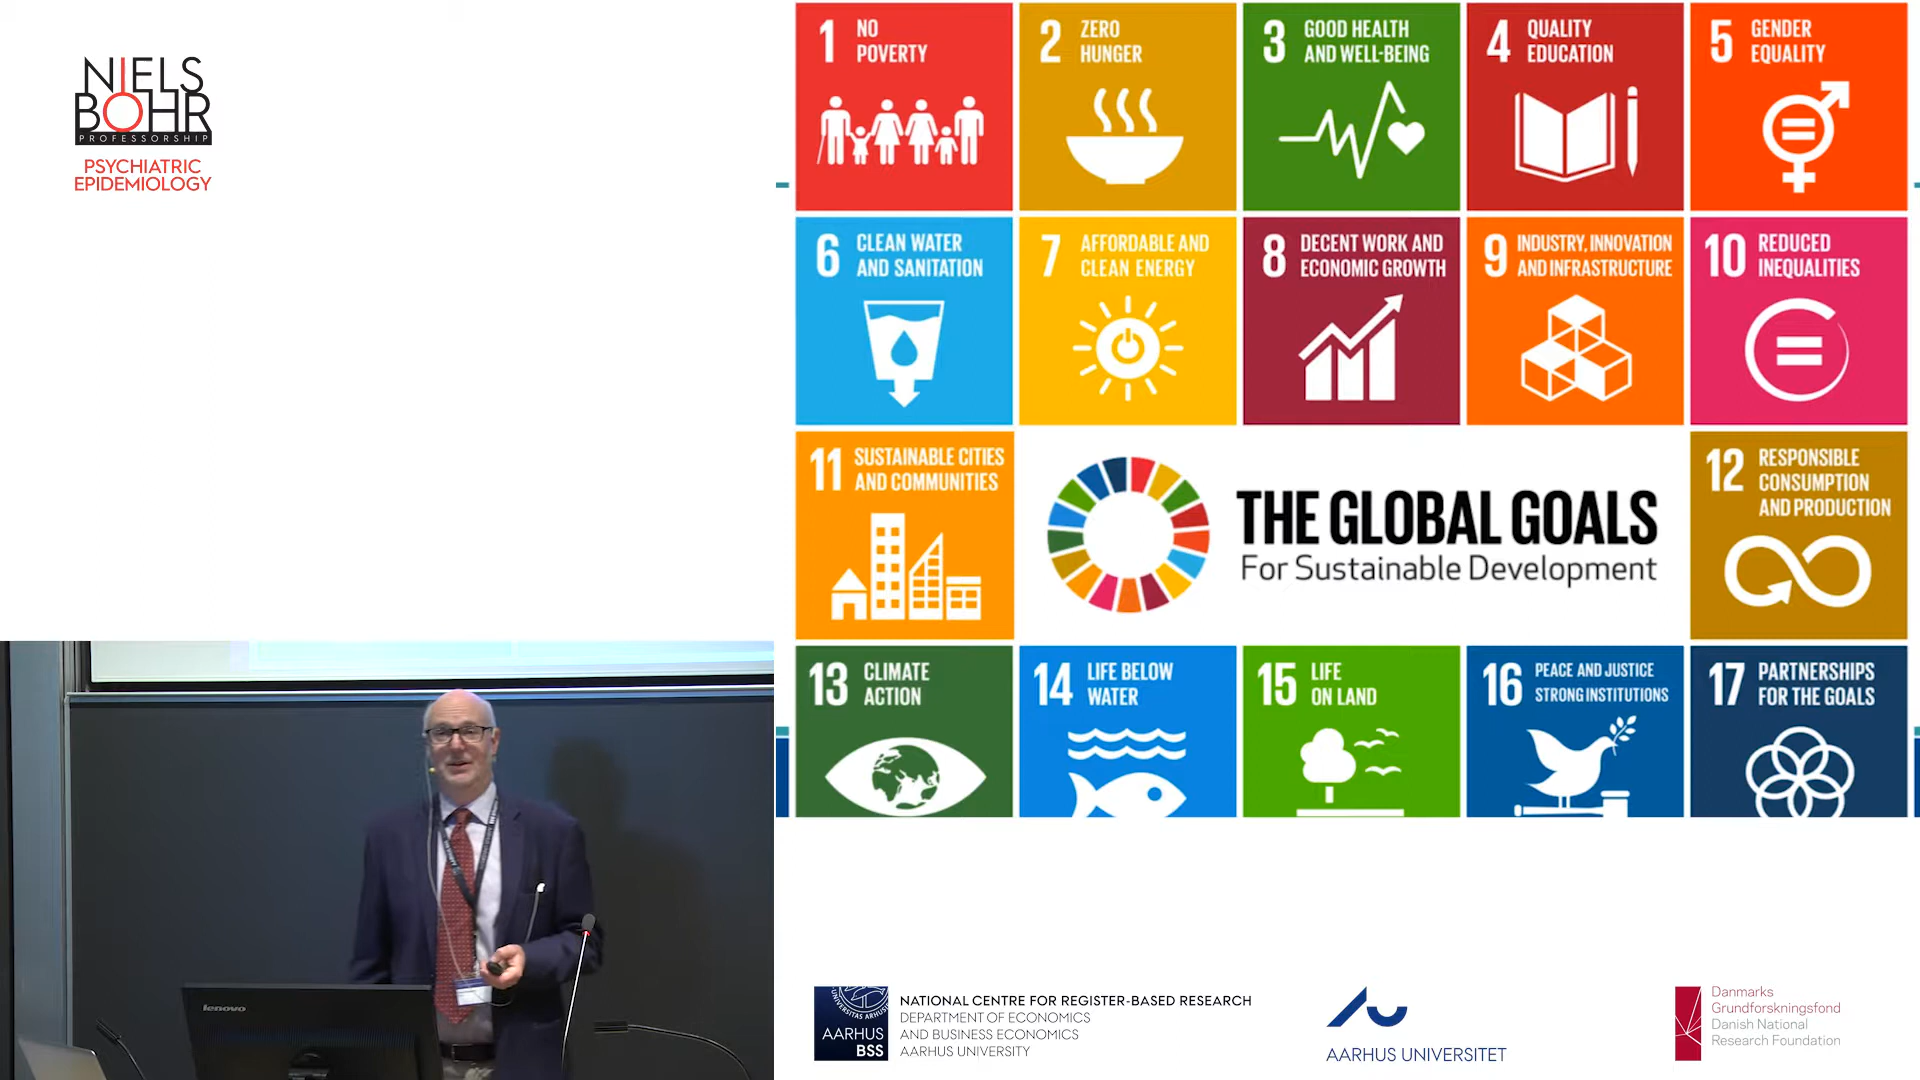 NIELS
BOHR
PROFESSORSHIP
PSYCHIATRIC
EPIDEMIOLOGY
1 NO
POVERTY
2 ZERO
HUNGER
3 GOOD HEALTH
AND WELL-BEING
4 QUALITY
EDUCATION
5 GENDER
EQUALITY
6 CLEAN WATER
AND SANITATION
7 AFFORDABLE AND
CLEAN ENERGY
8 DECENT WORK AND
ECONOMIC GROWTH
9 INDUSTRY, INNOVATION
AND INFRASTRUCTURE
10 REDUCED
INEQUALITIES
11 SUSTAINABLE CITIES
AND COMMUNITIES
THE GLOBAL GOALS
For Sustainable Development
12 RESPONSIBLE
CONSUMPTION
AND PRODUCTION
13 CLIMATE
ACTION
14 LIFE BELOW
WATER
15 LIFE
ON LAND
16 PEACE AND JUSTICE
STRONG INSTITUTIONS
17 PARTNERSHIPS
FOR THE GOALS
lenovo
AARHUS
BSS
NATIONAL CENTRE FOR REGISTER-BASED RESEARCH
DEPARTMENT OF ECONOMICS
AND BUSINESS ECONOMICS
AARHUS UNIVERSITY
AARHUS UNIVERSITET
Danmarks
Grundforskningsfond
Danish National
Research Foundation